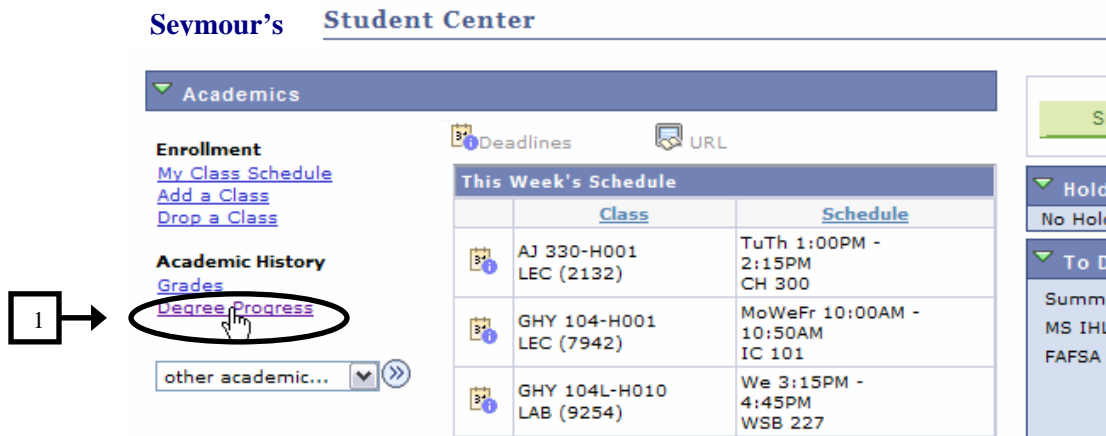 Seymour's Student Center
Academics
Deadlines URL
Enrollment
My Class Schedule
Add a Class
Drop a Class
Academic History
Grades
Degree Progress
1
other academic...
This Week's Schedule
Class Schedule
AJ 330-H001
LEC (2132)
TuTh 1:00PM -
2:15PM
CH 300
GHY 104-H001
LEC (7942)
MoWeFr 10:00AM -
10:50AM
IC 101
GHY 104L-H010
LAB (9254)
We 3:15PM -
4:45PM
WSB 227
S
Hold
No Hol
To D
Summ
MS IHL
FAFSA